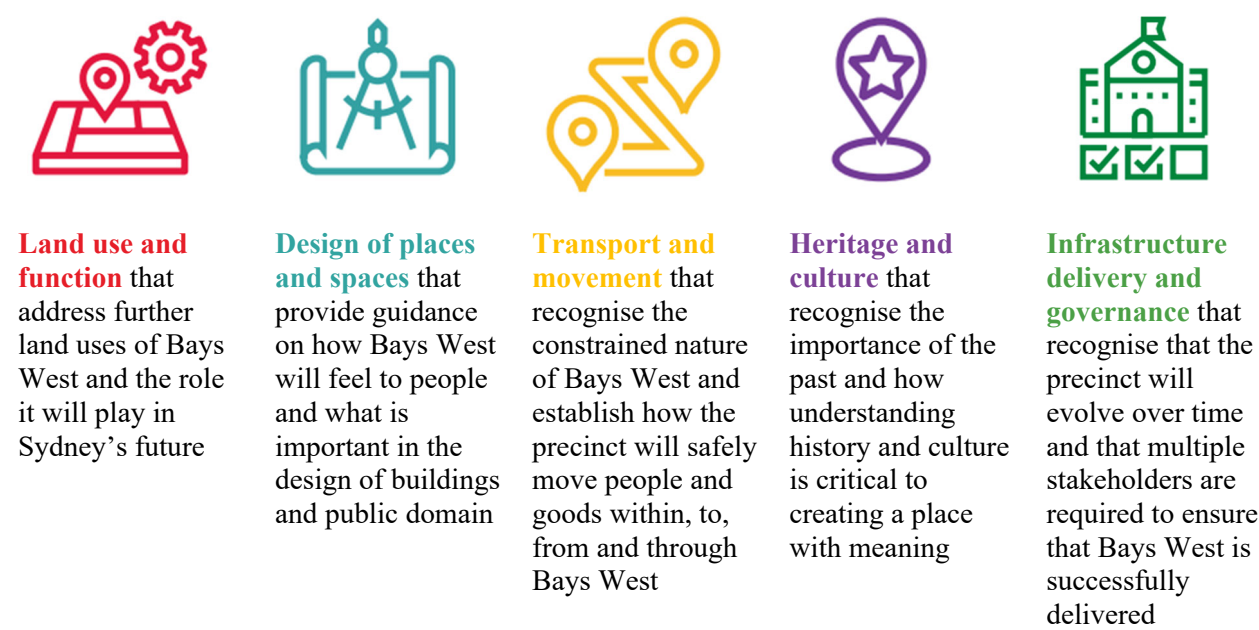 Land use and
function that
address further
land uses of Bays
West and the role
it will play in
Sydney’s future
Design of places
and spaces that
provide guidance
on how Bays West
will feel to people
and what is
important in the
design of buildings
and public domain
Transport and
movement that
recognise the
constrained nature
of Bays West and
establish how the
precinct will safely
move people and
goods within, to,
from and through
Bays West
Heritage and
culture that
recognise the
importance of the
past and how
understanding
history and culture
is critical to
creating a place
with meaning
Infrastructure
delivery and
governance that
recognise that the
precinct will
evolve over time
and that multiple
stakeholders are
required to ensure
that Bays West is
successfully
delivered